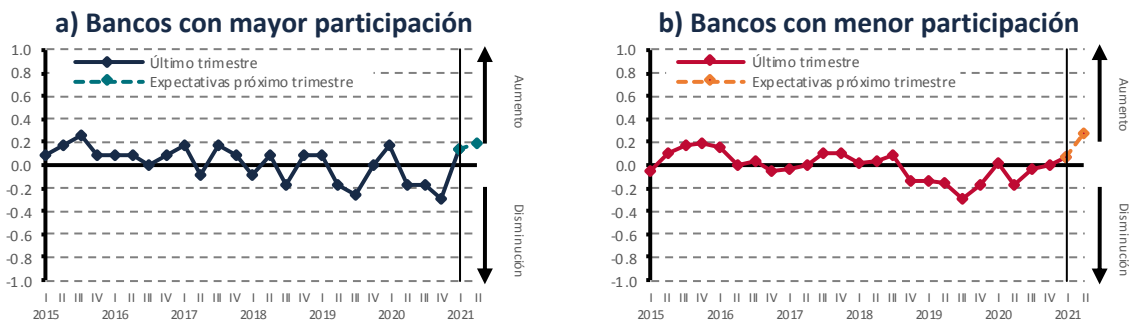 a) Bancos con mayor participación
1.0
0.8
0.6
0.4
0.2
0.0
-0.2
-0.4
-0.6
-0.8
-1.0
Último trimestre
Expectativas próximo trimestre
Aumento
Disminución
I II III IV I II III IV I II III IV I II III IV I II III IV I II III IV I II
2015 2016 2017 2018 2019 2020 2021
b) Bancos con menor participación
1.0
0.8
0.6
0.4
0.2
0.0
-0.2
-0.4
-0.6
-0.8
-1.0
Último trimestre
Expectativas próximo trimestre
Aumento
Disminución
I II III IV I II III IV I II III IV I II III IV I II III IV I II III IV I II
2015 2016 2017 2018 2019 2020 2021